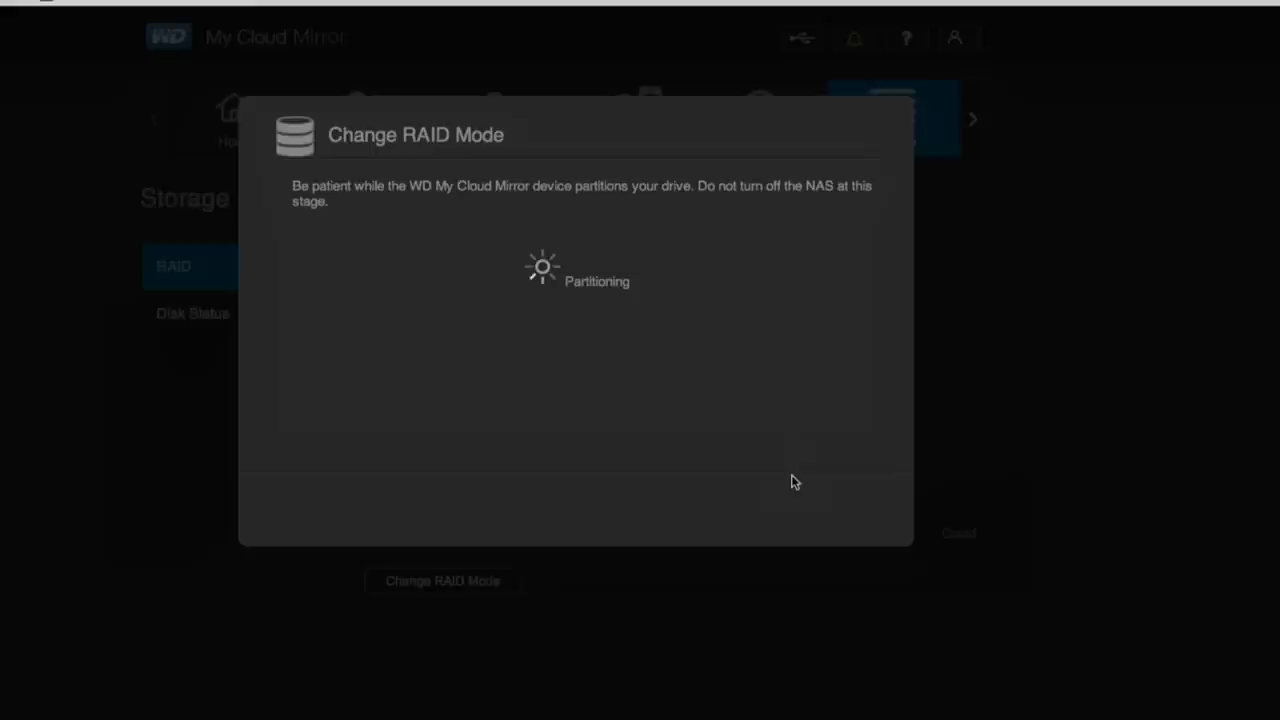 WD My Cloud Mirror
?
Change RAID Mode
Be patient while the WD My Cloud Mirror device partitions your drive. Do not turn off the NAS at this
stage.
Partitioning
Storage
RAID
Disk Status
Change RAID Mode